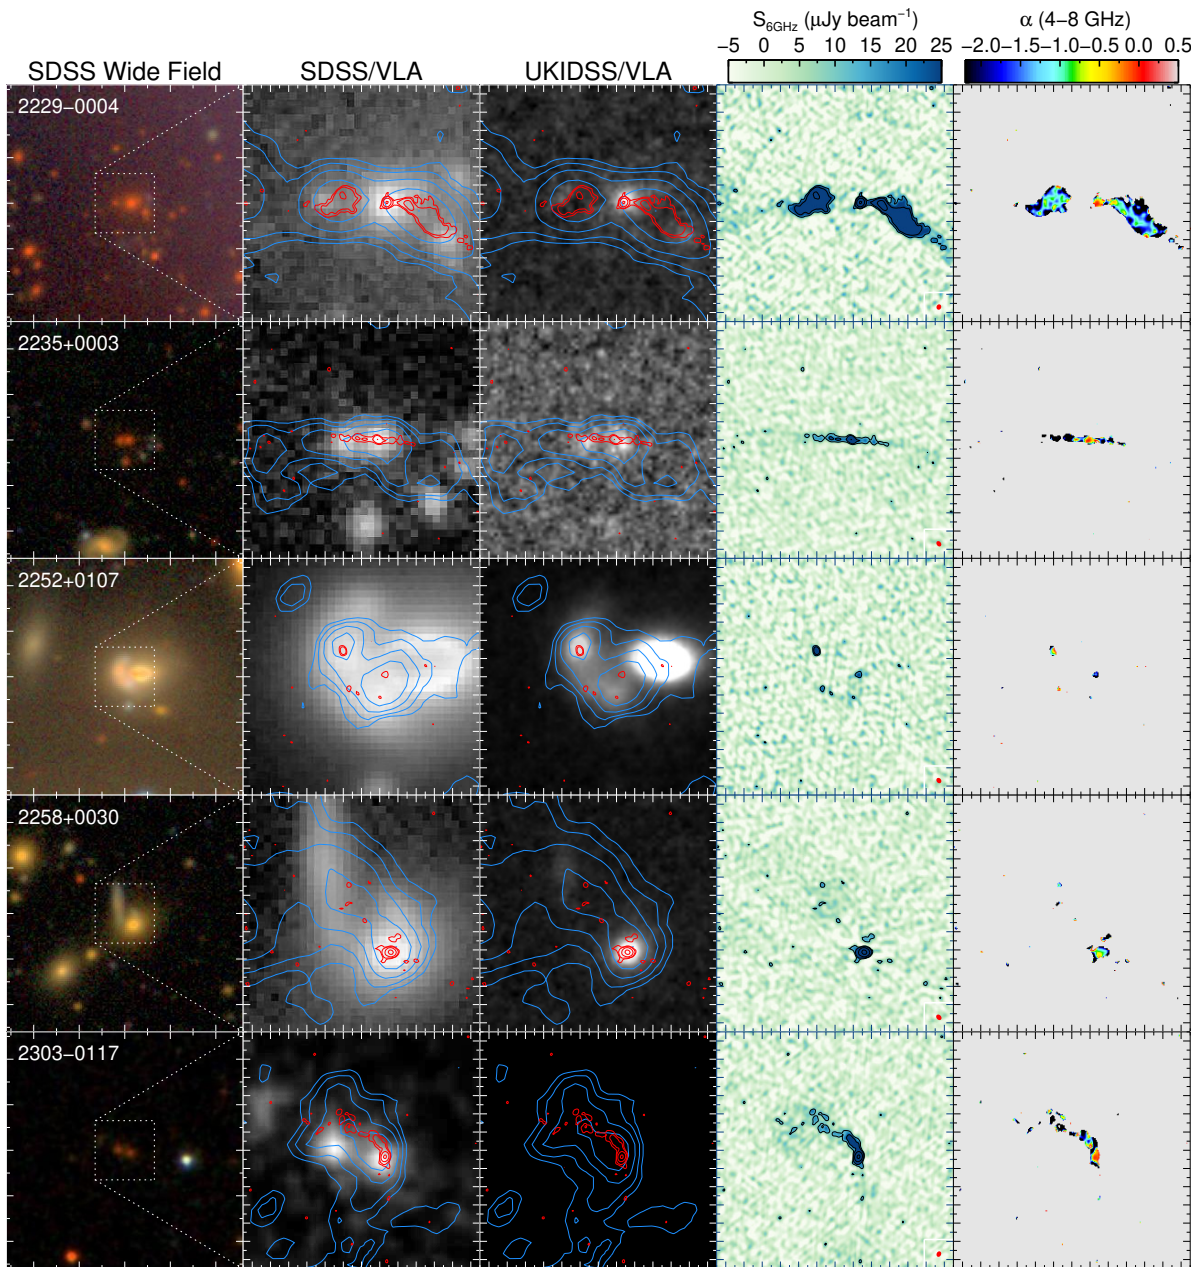 S6GHz (μJy beam−1)
α (4−8 GHz)
−5 0 5 10 15 20 25
−2.0 −1.5 −1.0 −0.5 0.0 0.5
SDSS Wide Field
SDSS/VLA
UKIDSS/VLA
2229−0004
2235+0003
2252+0107
2258+0030
2303−0117